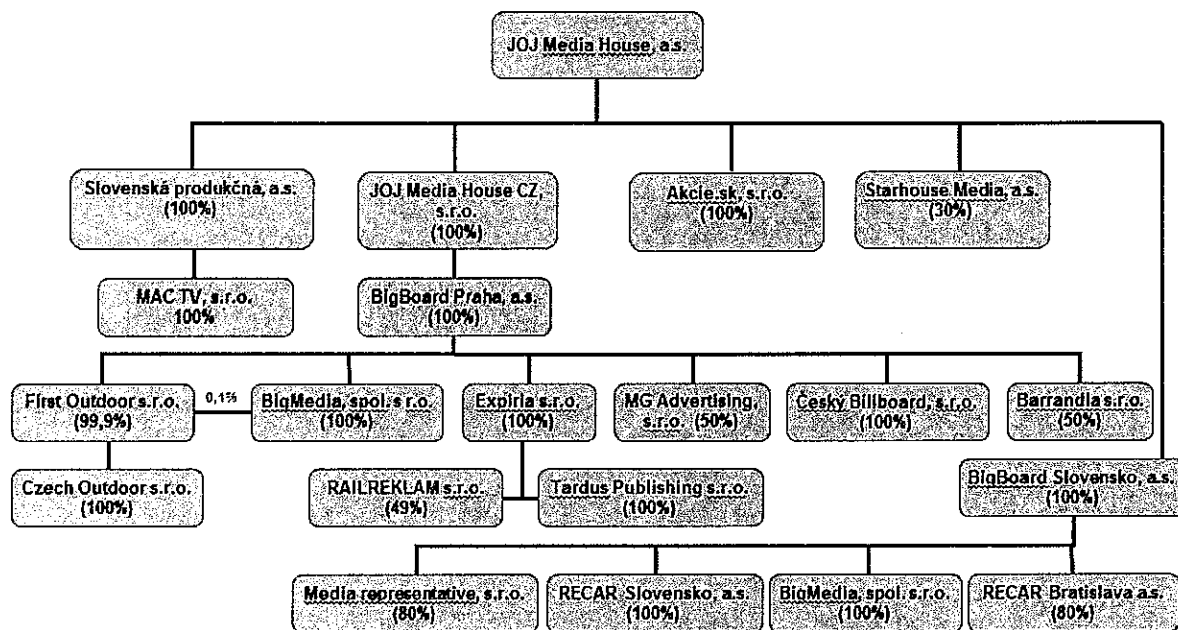 JOJ Media House, a.s.
Slovenská produkčná, a.s.
(100%)
JOJ Media House CZ,
s.r.o.
(100%)
Akcie.sk, s.r.o.
(100%)
Starhouse Media, a.s.
(30%)
MAC TV, s.r.o.
100%
BigBoard Praha, a.s.
(100%)
First Outdoor s.r.o.
(99,9%)
0,1%
BigMedia, spol. s r.o.
(100%)
Expiria s.r.o.
(100%)
MG Advertising,
s.r.o. (50%)
Český Billboard, s.r.o.
(100%)
Barrandia s.r.o.
(50%)
Czech Outdoor s.r.o.
(100%)
RAILREKLAM s.r.o.
(49%)
Tardus Publishing s.r.o.
(100%)
BigBoard Slovensko, a.s.
(100%)
Media representative, s.r.o.
(80%)
RECAR Slovensko, a.s.
(100%)
BigMedia, spol. s.r.o.
(100%)
RECAR Bratislava a.s.
(80%)